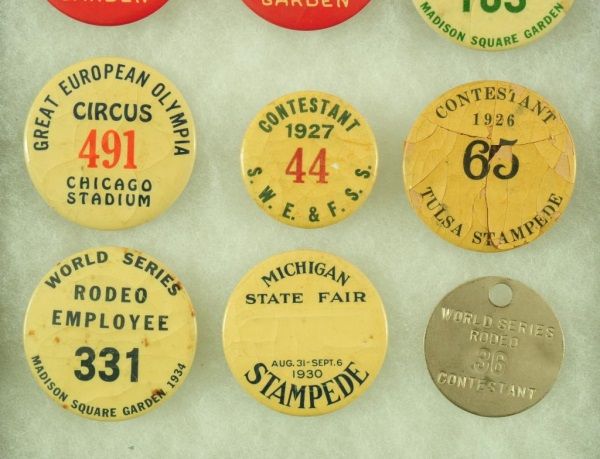 GARDEN
GARDEN
MADISON SQUARE GARDEN
GREAT EUROPEAN OLYMPIA
CIRCUS
491
CHICAGO
STADIUM
CONTESTANT
1927
44
S. W. E. & F. S. S.
CONTESTANT
1926
65
TULSA STAMPEDE
WORLD SERIES
RODEO
EMPLOYEE
331
MADISON SQUARE GARDEN 1934
MICHIGAN
STATE FAIR
AUG. 31-SEPT. 6
1930
STAMPEDE
WORLD SERIES
RODEO
36
CONTESTANT